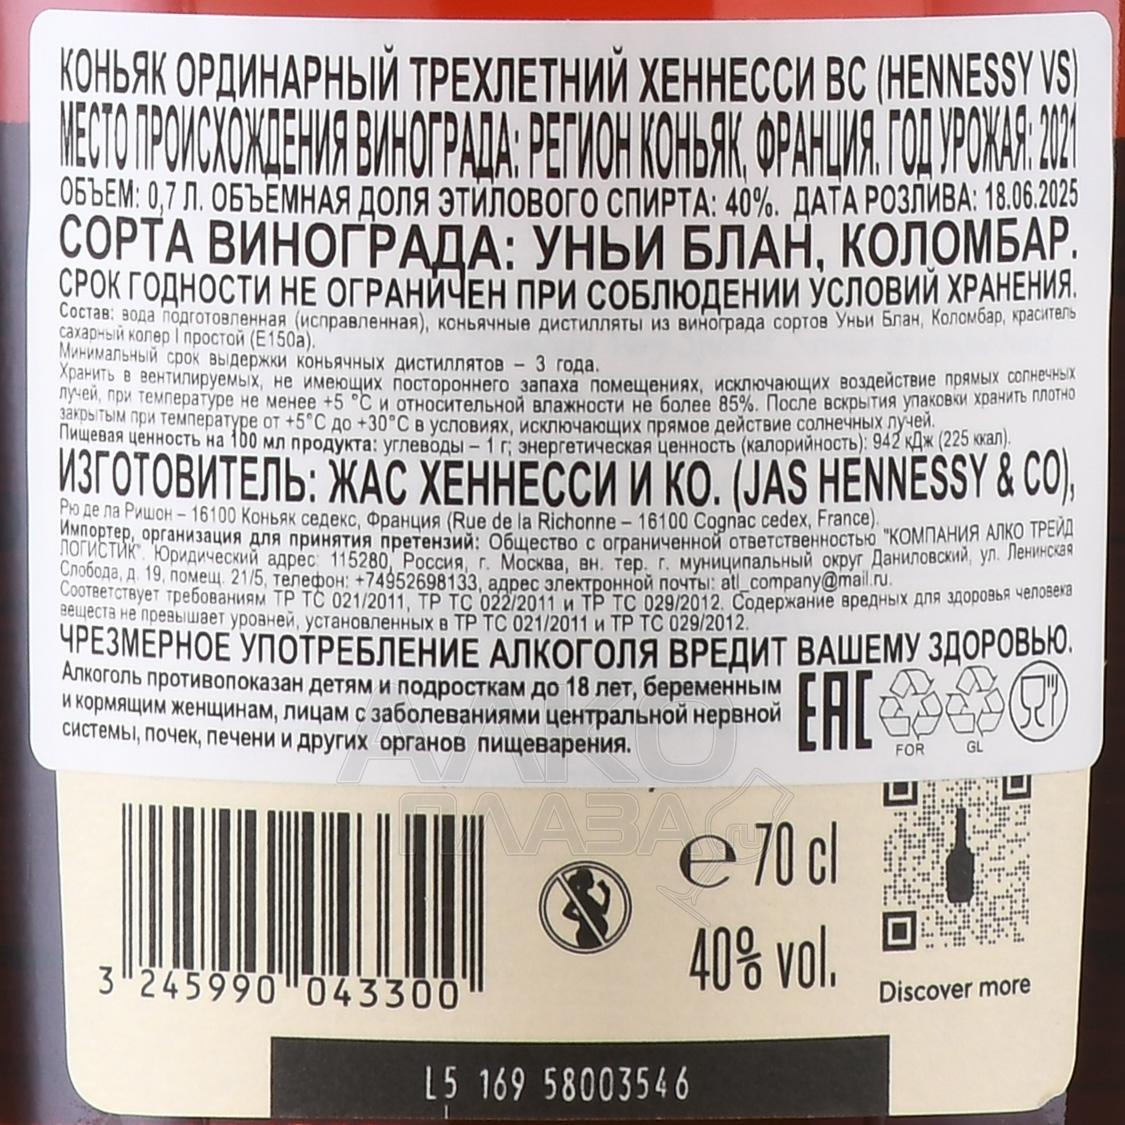 КОНЬЯК ОРДИНАРНЫЙ ТРЕХЛЕТНИЙ ХЕННЕССИ ВС (HENNESSY VS)
МЕСТО ПРОИСХОЖДЕНИЯ ВИНОГРАДА: РЕГИОН КОНЬЯК, ФРАНЦИЯ. ГОД УРОЖАЯ: 2021
ОБЪЕМ: 0,7 Л. ОБЪЕМНАЯ ДОЛЯ ЭТИЛОВОГО СПИРТА: 40%. ДАТА РОЗЛИВА: 18.06.2025
СОРТА ВИНОГРАДА: УНЬИ БЛАН, КОЛОМБАР.
СРОК ГОДНОСТИ НЕ ОГРАНИЧЕН ПРИ СОБЛЮДЕНИИ УСЛОВИЙ ХРАНЕНИЯ.
Состав: вода подготовленная (исправленная), коньячные дистилляты из винограда сортов Уньи Блан, Коломбар, краситель
сахарный колер I простой (Е150а).
Минимальный срок выдержки коньячных дистиллятов – 3 года.
Хранить в вентилируемых, не имеющих постороннего запаха помещениях, исключающих воздействие прямых солнечных
лучей, при температуре не менее +5 °С и относительной влажности не более 85%. После вскрытия упаковки хранить плотно
закрытым при температуре от +5°С до +30°С в условиях, исключающих прямое действие солнечных лучей.
Пищевая ценность на 100 мл продукта: углеводы – 1 г; энергетическая ценность (калорийность): 942 кДж (225 ккал).
ИЗГОТОВИТЕЛЬ: ЖАС ХЕННЕССИ И КО. (JAS HENNESSY & CO),
Рю де ла Ришон – 16100 Коньяк седекс, Франция (Rue de la Richonne – 16100 Cognac cedex, France).
Импортер, организация для принятия претензий: Общество с ограниченной ответственностью "КОМПАНИЯ АЛКО ТРЕЙД
ЛОГИСТИК". Юридический адрес: 115280, Россия, г. Москва, вн. тер. г. муниципальный округ Даниловский, ул. Ленинская
Слобода, д. 19, помещ. 21/5, телефон: +74952698133, адрес электронной почты: atl_company@mail.ru.
Соответствует требованиям ТР ТС 021/2011, ТР ТС 022/2011 и ТР ТС 029/2012. Содержание вредных для здоровья человека
веществ не превышает уровней, установленных в ТР ТС 021/2011 и ТР ТС 029/2012.
ЧРЕЗМЕРНОЕ УПОТРЕБЛЕНИЕ АЛКОГОЛЯ ВРЕДИТ ВАШЕМУ ЗДОРОВЬЮ.
Алкоголь противопоказан детям и подросткам до 18 лет, беременным
и кормящим женщинам, лицам с заболеваниями центральной нервной
системы, почек, печени и других органов пищеварения.
EAC
FOR GL
АЛКО
ПЛАЗА.ru
℮ 70 cl
40% vol.
3 245990 043300
Discover more
L5 169 58003546